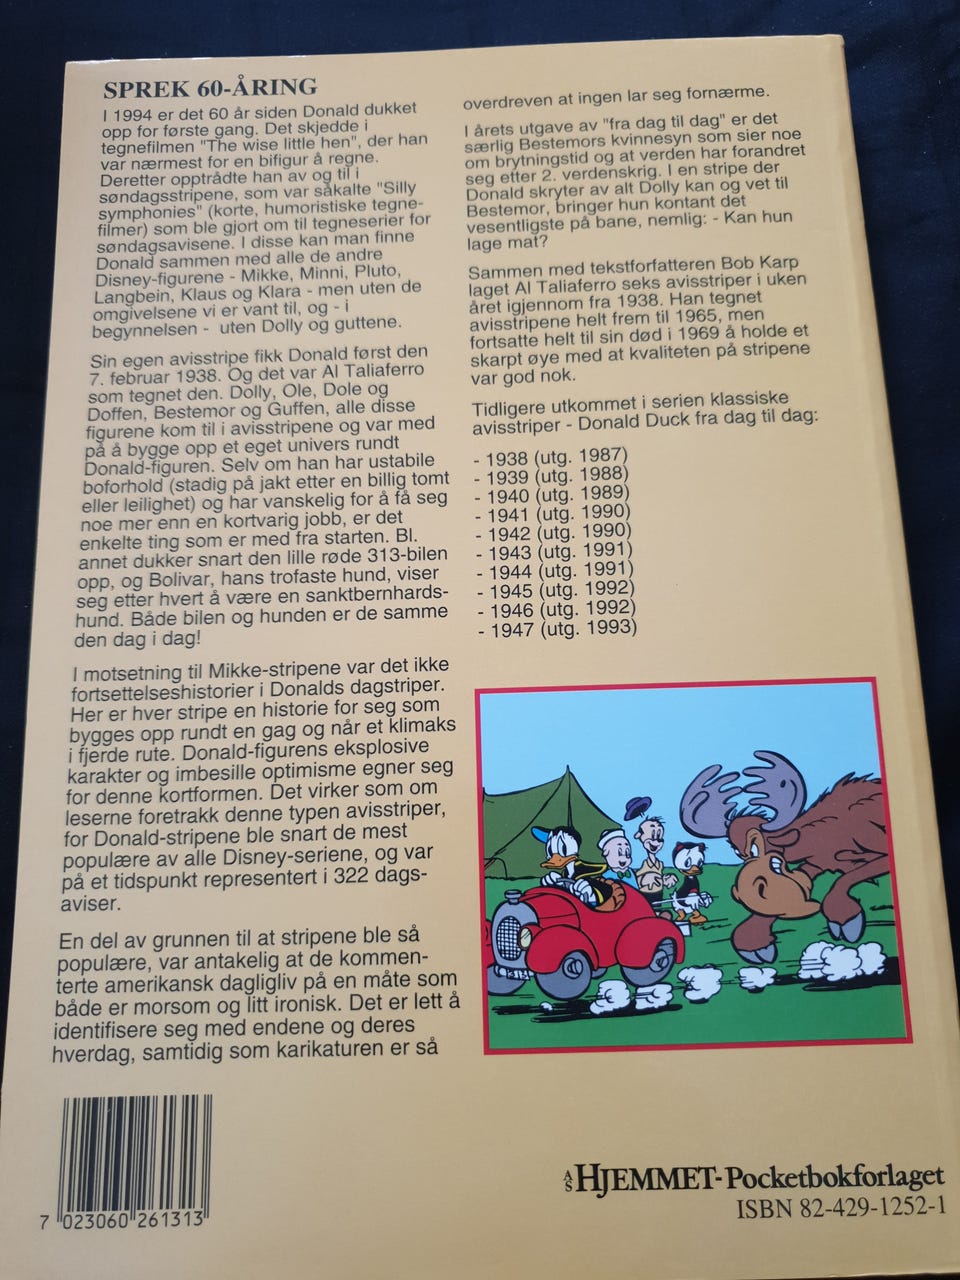 SPREK 60-ÅRING
I 1994 er det 60 år siden Donald dukket
opp for første gang. Det skjedde i
tegnefilmen "The wise little hen", der han
var nærmest for en bifigur å regne.
Deretter opptrådte han av og til i
søndagsstripene, som var såkalte "Silly
symphonies" (korte, humoristiske tegne-
filmer) som ble gjort om til tegneserier for
søndagsavisene. I disse kan man finne
Donald sammen med alle de andre
Disney-figurene - Mikke, Minni, Pluto,
Langbein, Klaus og Klara - men uten de
omgivelsene vi er vant til, og - i
begynnelsen - uten Dolly og guttene.
Sin egen avisstripe fikk Donald først den
7. februar 1938. Og det var Al Taliaferro
som tegnet den. Dolly, Ole, Dole og
Doffen, Bestemor og Guffen, alle disse
figurene kom til i avisstripene og var med
på å bygge opp et eget univers rundt
Donald-figuren. Selv om han har ustabile
boforhold (stadig på jakt etter en billig tomt
eller leilighet) og har vanskelig for å få seg
noe mer enn en kortvarig jobb, er det
enkelte ting som er med fra starten. Bl.
annet dukker snart den lille røde 313-bilen
opp, og Bolivar, hans trofaste hund, viser
seg etter hvert å være en sanktbernhards-
hund. Både bilen og hunden er de samme
den dag i dag!
I motsetning til Mikke-stripene var det ikke
fortsettelseshistorier i Donalds dagstriper.
Her er hver stripe en historie for seg som
bygges opp rundt en gag og når et klimaks
i fjerde rute. Donald-figurens eksplosive
karakter og imbesille optimisme egner seg
for denne kortformen. Det virker som om
leserne foretrakk denne typen avisstriper,
for Donald-stripene ble snart de mest
populære av alle Disney-seriene, og var
på et tidspunkt representert i 322 dags-
aviser.
En del av grunnen til at stripene ble så
populære, var antakelig at de kommen-
terte amerikansk dagligliv på en måte som
både er morsom og litt ironisk. Det er lett å
identifisere seg med endene og deres
hverdag, samtidig som karikaturen er så
overdreven at ingen lar seg fornærme.
I årets utgave av "fra dag til dag" er det
særlig Bestemors kvinnesyn som sier noe
om brytningstid og at verden har forandret
seg etter 2. verdenskrig. I en stripe der
Donald skryter av alt Dolly kan og vet til
Bestemor, bringer hun kontant det
vesentligste på bane, nemlig: - Kan hun
lage mat?
Sammen med tekstforfatteren Bob Karp
laget Al Taliaferro seks avisstriper i uken
året igjennom fra 1938. Han tegnet
avisstripene helt frem til 1965, men
fortsatte helt til sin død i 1969 å holde et
skarpt øye med at kvaliteten på stripene
var god nok.
Tidligere utkommet i serien klassiske
avisstriper - Donald Duck fra dag til dag:
- 1938 (utg. 1987)
- 1939 (utg. 1988)
- 1940 (utg. 1989)
- 1941 (utg. 1990)
- 1942 (utg. 1990)
- 1943 (utg. 1991)
- 1944 (utg. 1991)
- 1945 (utg. 1992)
- 1946 (utg. 1992)
- 1947 (utg. 1993)
7 023060 261313
A/S HJEMMET-Pocketbokforlaget
ISBN 82-429-1252-1